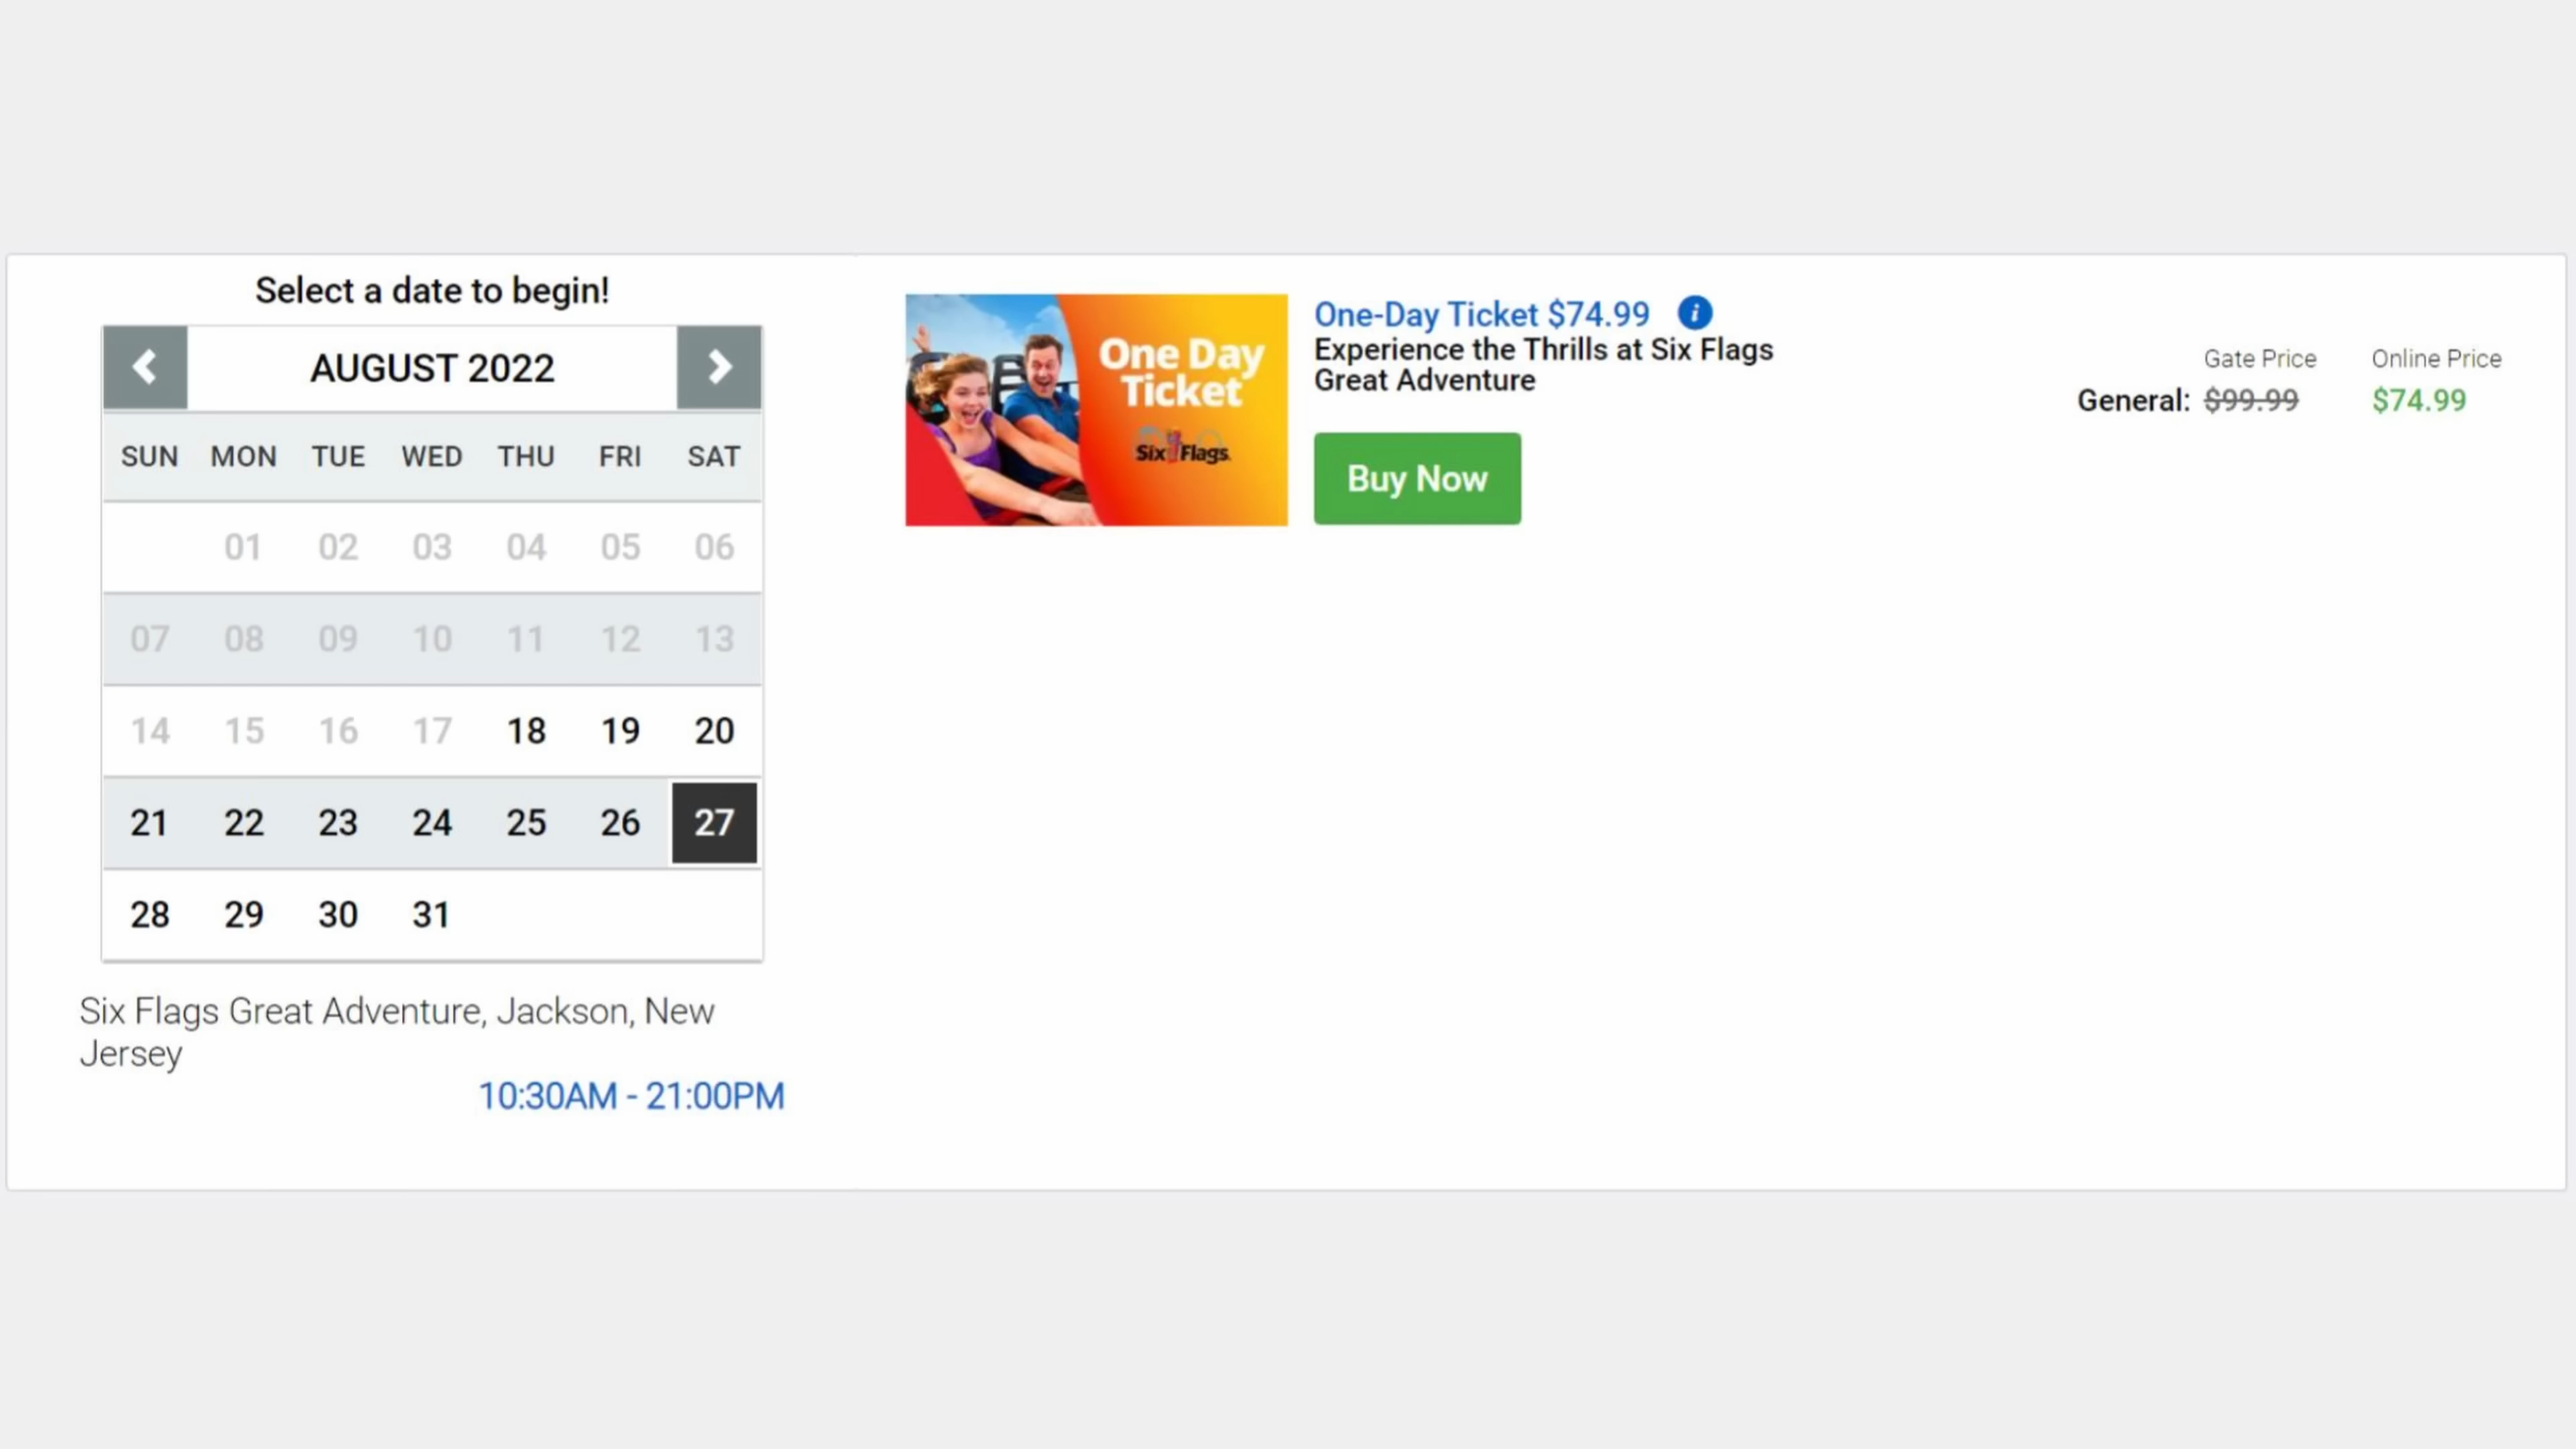 Select a date to begin!
AUGUST 2022
SUN MON TUE WED THU FRI SAT
01 02 03 04 05 06
07 08 09 10 11 12 13
14 15 16 17 18 19 20
21 22 23 24 25 26 27
28 29 30 31
Six Flags Great Adventure, Jackson, New
Jersey
10:30AM - 21:00PM
One Day
Ticket
Six Flags
One-Day Ticket $74.99 i
Experience the Thrills at Six Flags
Great Adventure
Buy Now
Gate Price Online Price
General: $99.99 $74.99